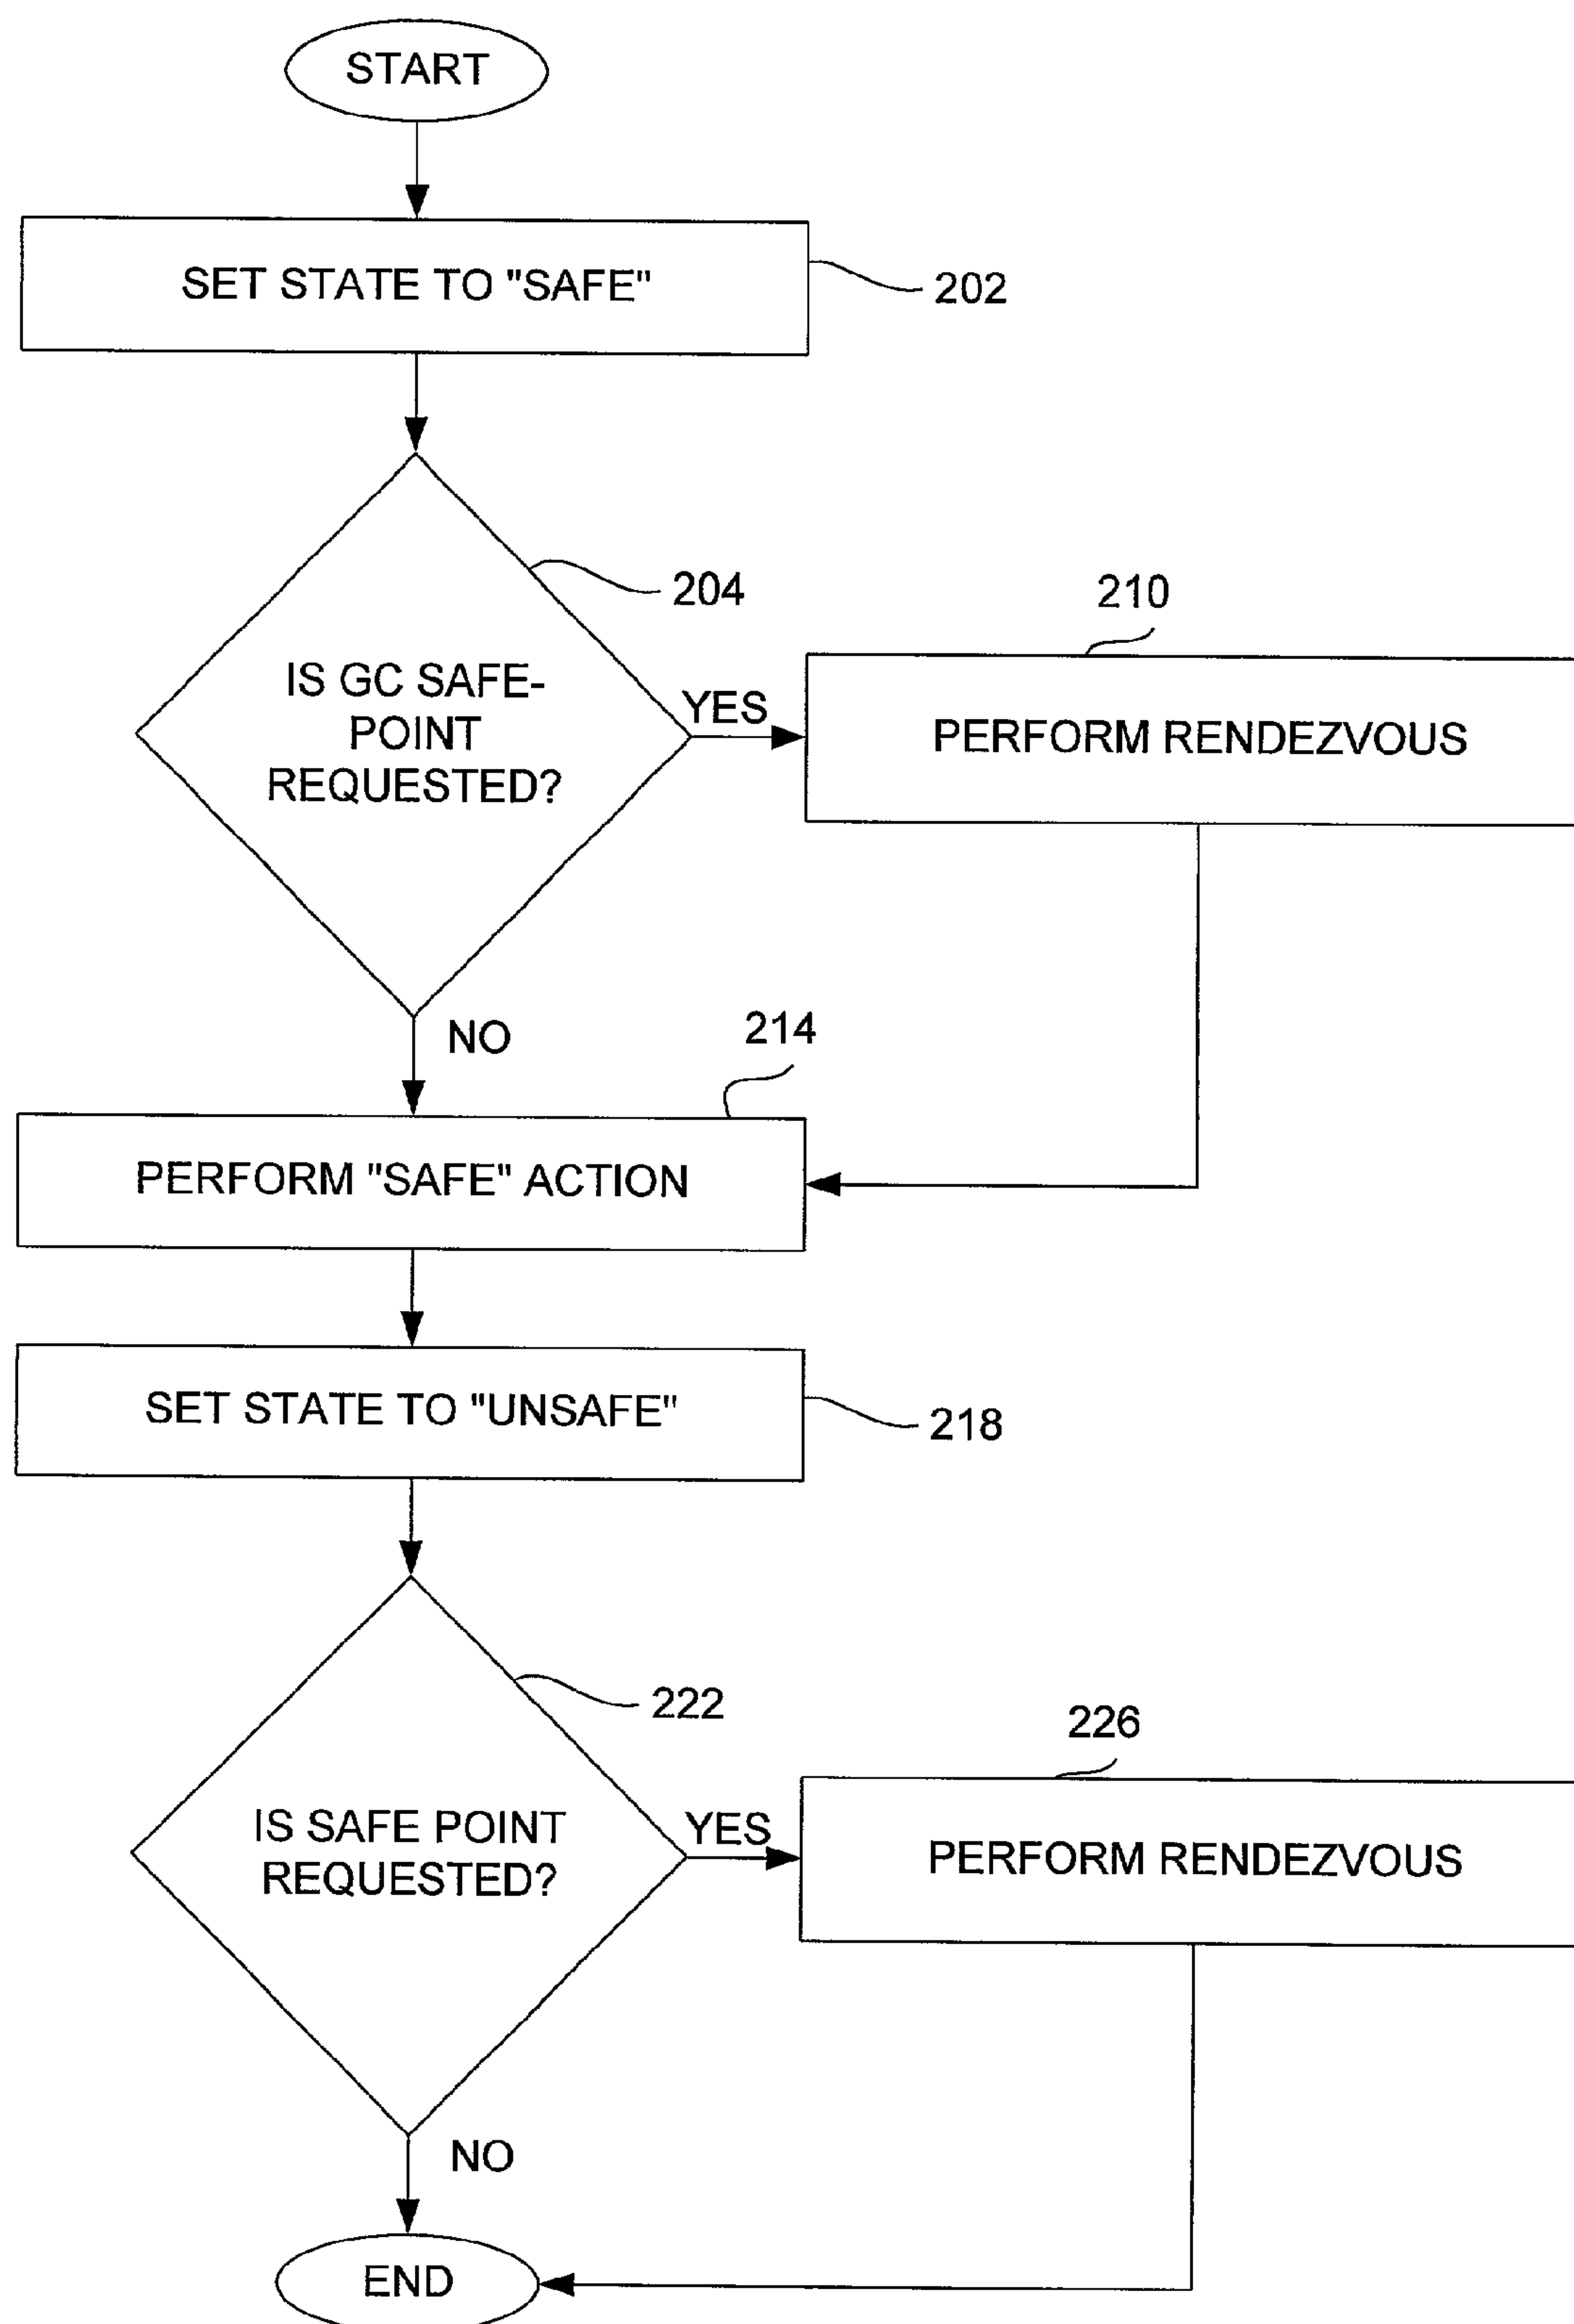 START
SET STATE TO "SAFE"
202
204
IS GC SAFE-
POINT
REQUESTED?
YES
210
PERFORM RENDEZVOUS
NO
214
PERFORM "SAFE" ACTION
SET STATE TO "UNSAFE"
218
222
IS SAFE POINT
REQUESTED?
YES
226
PERFORM RENDEZVOUS
NO
END